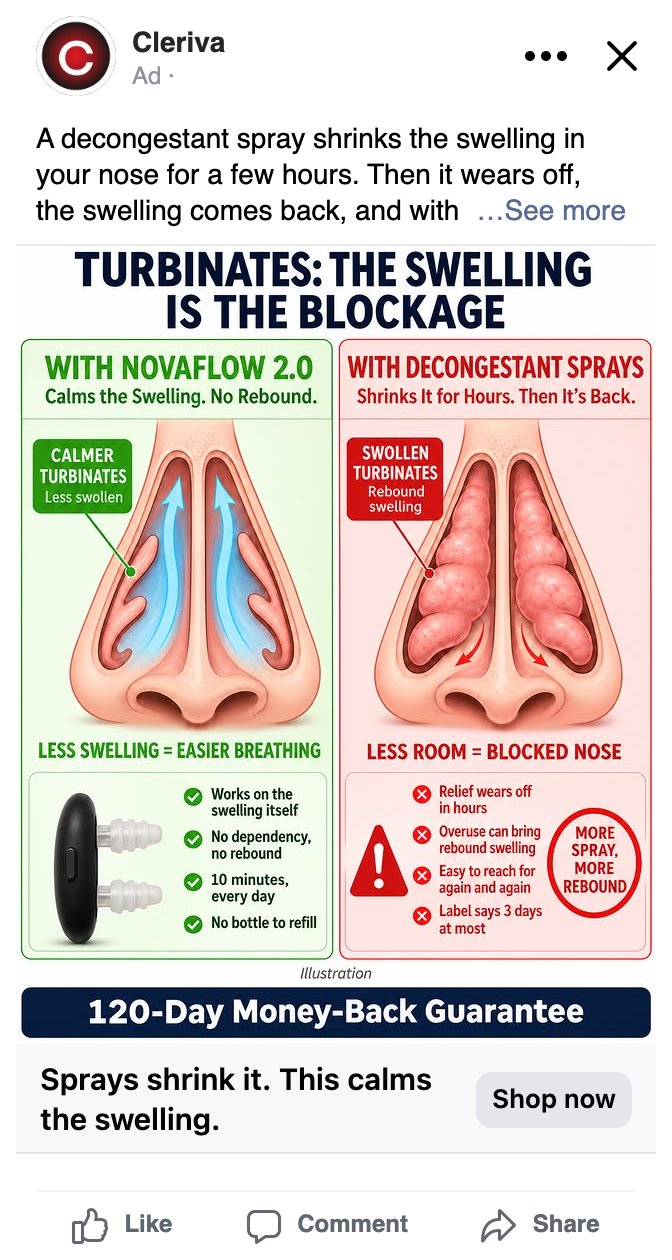 Cleriva
Ad ·
A decongestant spray shrinks the swelling in
your nose for a few hours. Then it wears off,
the swelling comes back, and with ...See more
TURBINATES: THE SWELLING
IS THE BLOCKAGE
WITH NOVAFLOW 2.0
Calms the Swelling. No Rebound.
CALMER
TURBINATES
Less swollen
LESS SWELLING = EASIER BREATHING
Works on the
swelling itself
No dependency,
no rebound
10 minutes,
every day
No bottle to refill
WITH DECONGESTANT SPRAYS
Shrinks It for Hours. Then It's Back.
SWOLLEN
TURBINATES
Rebound
swelling
LESS ROOM = BLOCKED NOSE
Relief wears off
in hours
Overuse can bring
rebound swelling
Easy to reach for
again and again
Label says 3 days
at most
MORE
SPRAY,
MORE
REBOUND
Illustration
120-Day Money-Back Guarantee
Sprays shrink it. This calms
the swelling.
Shop now
Like
Comment
Share